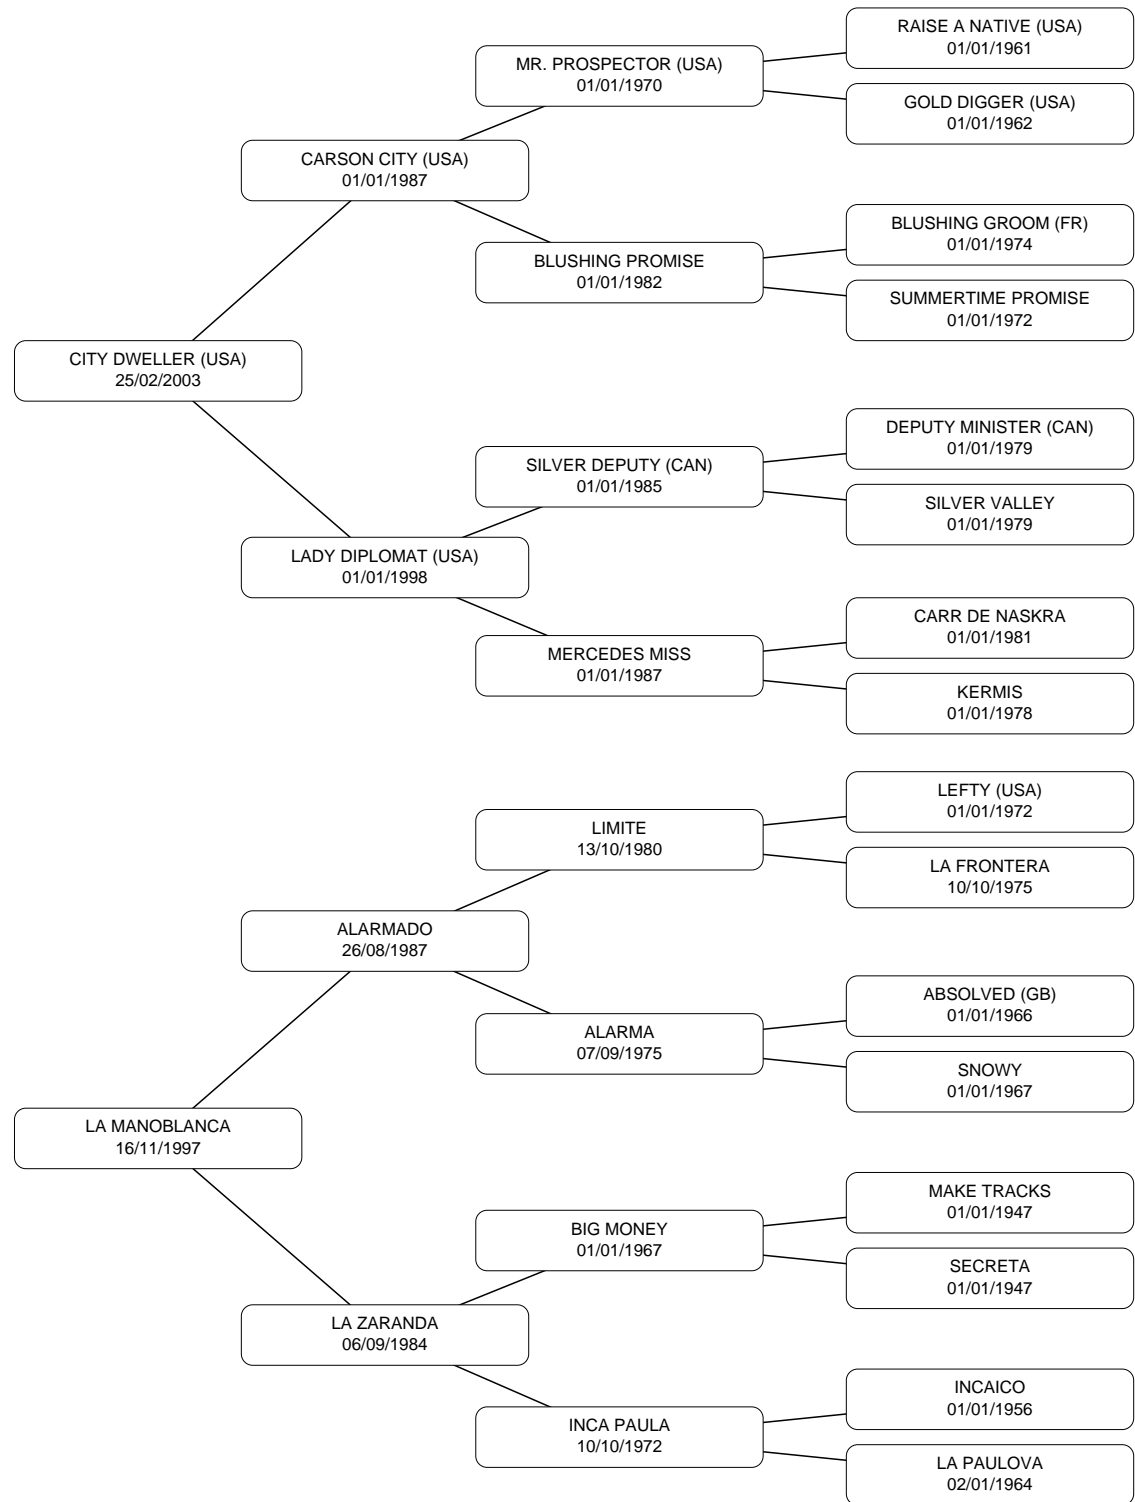 RAISE A NATIVE (USA)
01/01/1961
MR. PROSPECTOR (USA)
01/01/1970
GOLD DIGGER (USA)
01/01/1962
CARSON CITY (USA)
01/01/1987
BLUSHING GROOM (FR)
01/01/1974
BLUSHING PROMISE
01/01/1982
SUMMERTIME PROMISE
01/01/1972
CITY DWELLER (USA)
25/02/2003
DEPUTY MINISTER (CAN)
01/01/1979
SILVER DEPUTY (CAN)
01/01/1985
SILVER VALLEY
01/01/1979
LADY DIPLOMAT (USA)
01/01/1998
CARR DE NASKRA
01/01/1981
MERCEDES MISS
01/01/1987
KERMIS
01/01/1978
LEFTY (USA)
01/01/1972
LIMITE
13/10/1980
LA FRONTERA
10/10/1975
ALARMADO
26/08/1987
ABSOLVED (GB)
01/01/1966
ALARMA
07/09/1975
SNOWY
01/01/1967
LA MANOBLANCA
16/11/1997
MAKE TRACKS
01/01/1947
BIG MONEY
01/01/1967
SECRETA
01/01/1947
LA ZARANDA
06/09/1984
INCAICO
01/01/1956
INCA PAULA
10/10/1972
LA PAULOVA
02/01/1964